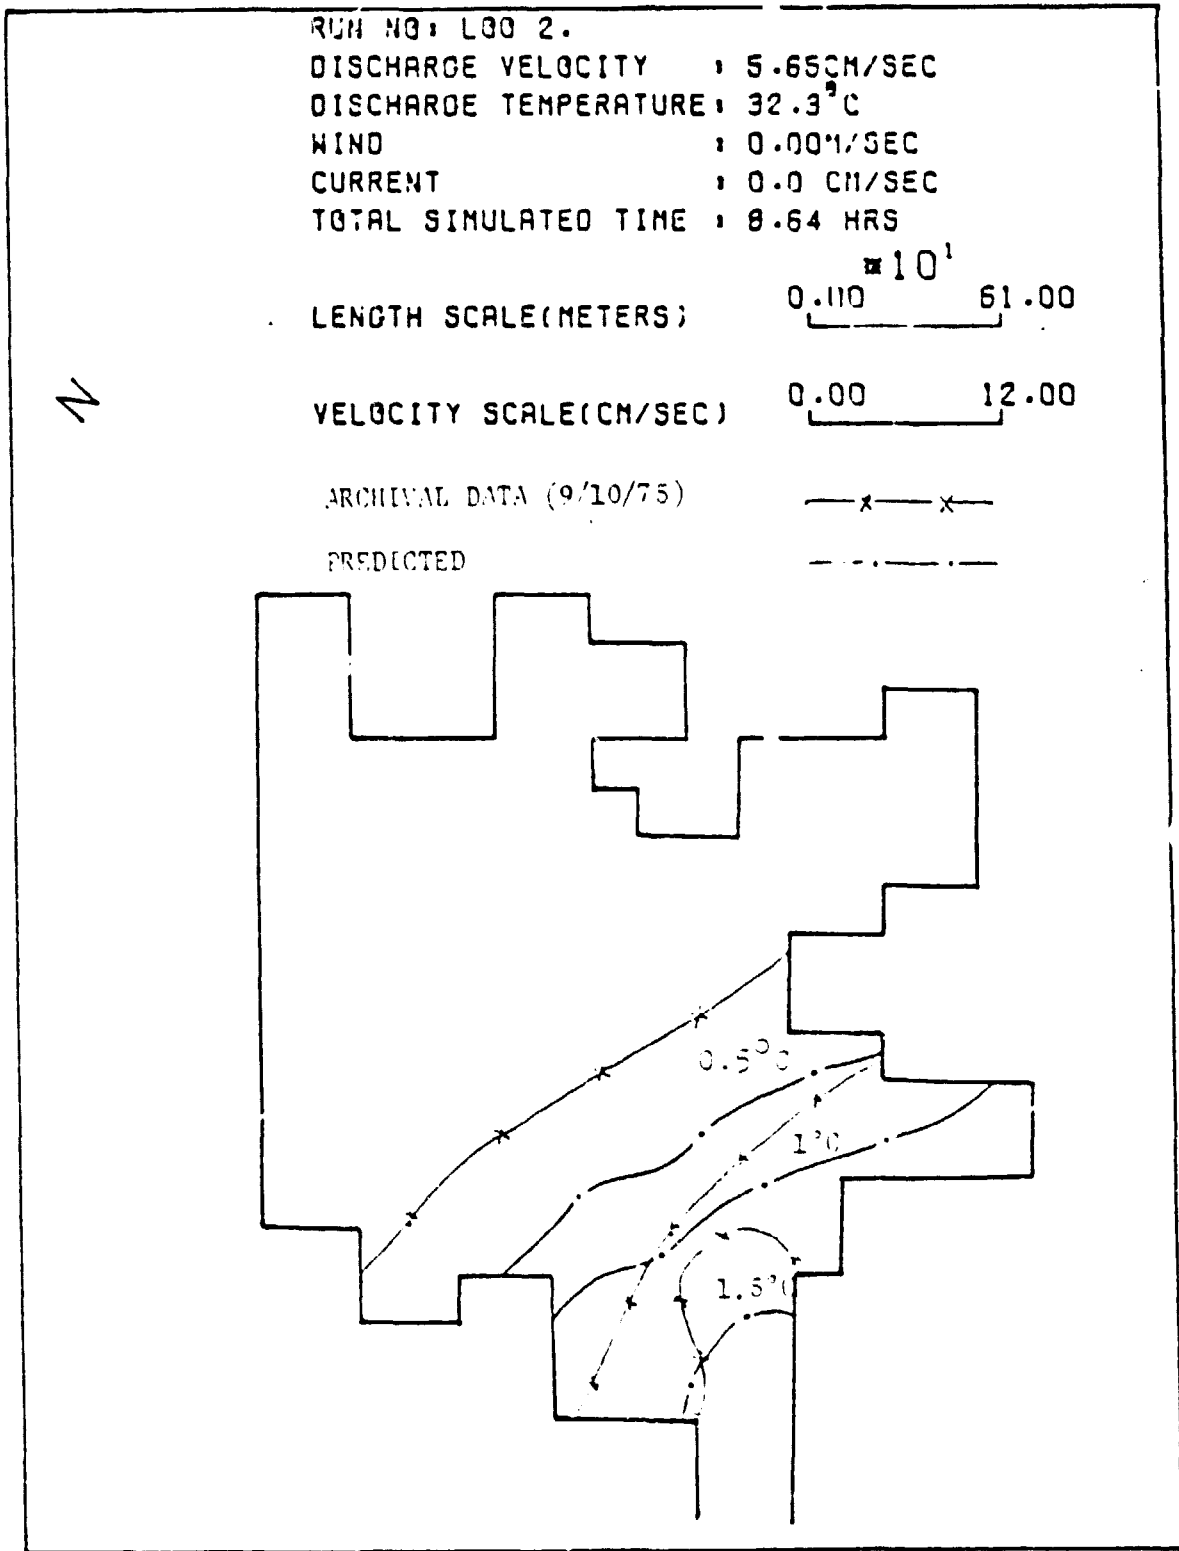 RUN NO: LOO 2.
DISCHARGE VELOCITY : 5.65CM/SEC
DISCHARGE TEMPERATURE: 32.3°C
WIND : 0.00M/SEC
CURRENT : 0.0 CM/SEC
TOTAL SIMULATED TIME : 8.64 HRS
*10¹
LENGTH SCALE(METERS) 0.00 61.00
N
VELOCITY SCALE(CM/SEC) 0.00 12.00
ARCHIVAL DATA (9/10/75)
PREDICTED
0.5°C
1°C
1.5°C